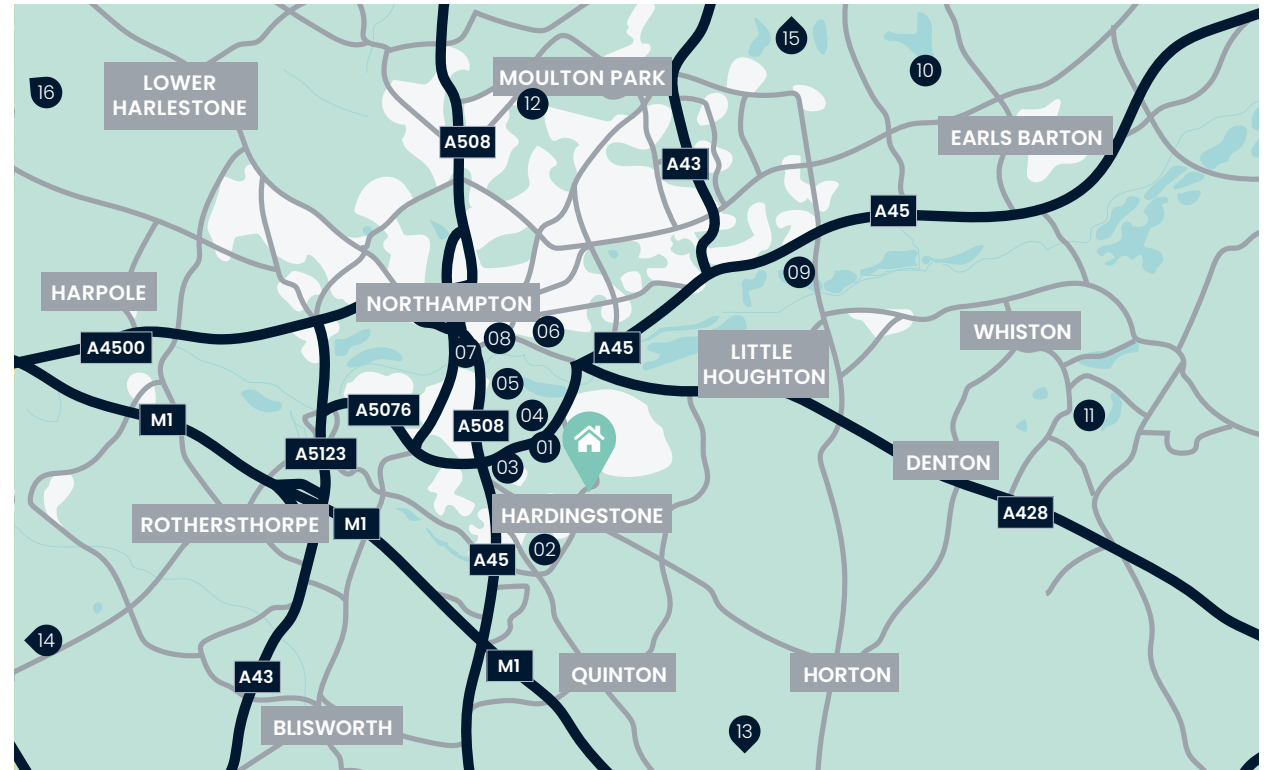 15
10
MOULTON PARK
LOWER
HARLESTONE
16
12
EARLS BARTON
A508
A43
A45
09
HARPOLE
NORTHAMPTON
06
08
WHISTON
A4500
07
A45
LITTLE
HOUGHTON
05
A5076
04
11
M1
A508
01
A5123
03
DENTON
A428
HARDINGSTONE
ROTHERSTHORPE
M1
02
A45
14
M1
QUINTON
HORTON
A43
BLISWORTH
13